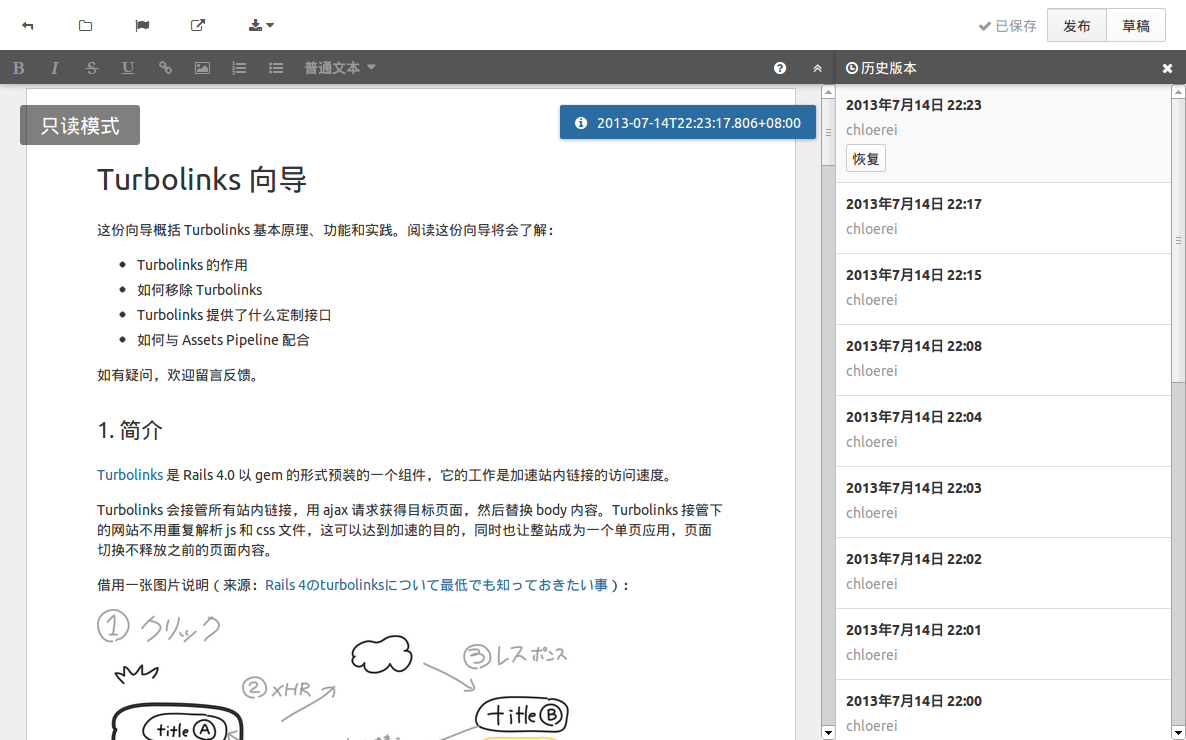 已保存 发布 草稿
B I S U 普通文本
历史版本
只读模式
2013-07-14T22:23:17.806+08:00
Turbolinks 向导
这份向导概括 Turbolinks 基本原理、功能和实践。阅读这份向导将会了解：
Turbolinks 的作用
如何移除 Turbolinks
Turbolinks 提供了什么定制接口
如何与 Assets Pipeline 配合
如有疑问，欢迎留言反馈。
1. 简介
Turbolinks 是 Rails 4.0 以 gem 的形式预装的一个组件，它的工作是加速站内链接的访问速度。
Turbolinks 会接管所有站内链接，用 ajax 请求获得目标页面，然后替换 body 内容。Turbolinks 接管下
的网站不用重复解析 js 和 css 文件，这可以达到加速的目的，同时也让整站成为一个单页应用，页面
切换不释放之前的页面内容。
借用一张图片说明（来源：Rails 4のturbolinksについて最低でも知っておきたい事）：
① クリック
② XHR
③ レスポンス
title Ⓐ
title Ⓑ
2013年7月14日 22:23
chloerei
恢复
2013年7月14日 22:17
chloerei
2013年7月14日 22:15
chloerei
2013年7月14日 22:08
chloerei
2013年7月14日 22:04
chloerei
2013年7月14日 22:03
chloerei
2013年7月14日 22:02
chloerei
2013年7月14日 22:01
chloerei
2013年7月14日 22:00
chloerei